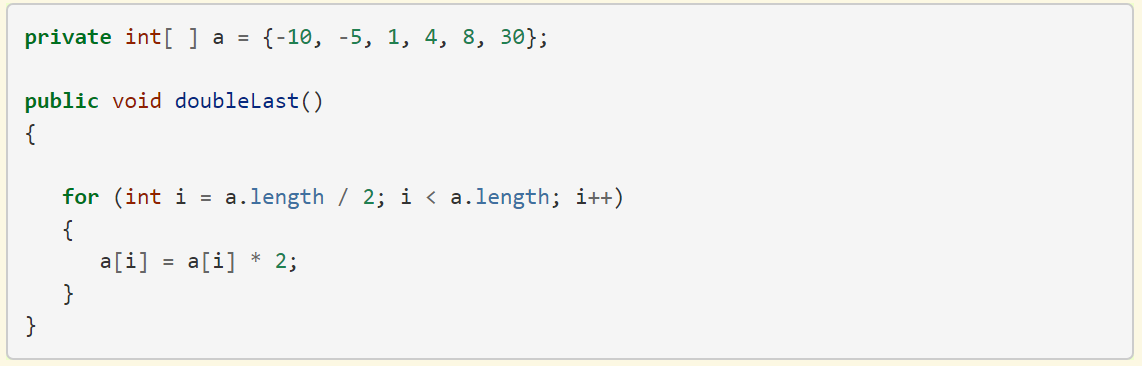 private int[ ] a = {-10, -5, 1, 4, 8, 30};
public void doubleLast()
{
for (int i = a.length / 2; i < a.length; i++)
{
a[i] = a[i] * 2;
}
}